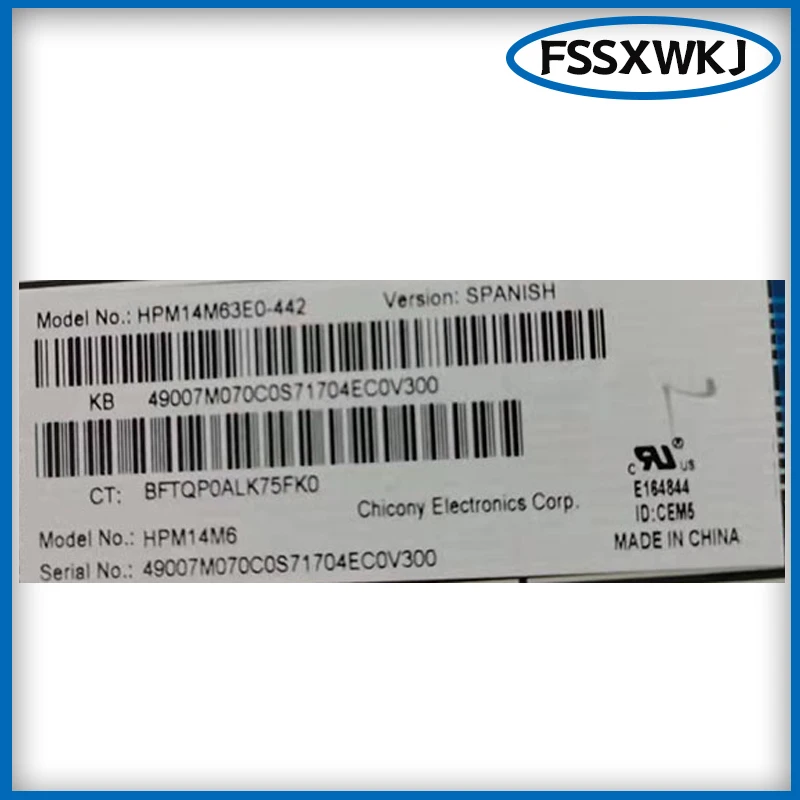 FSSXWKJ
Model No.: HPM14M63E0-442 Version: SPANISH
KB 49007M070C0S71704EC0V300
CT: BFTQP0ALK75FK0
Chicony Electronics Corp.
Model No.: HPM14M6
Serial No.: 49007M070C0S71704EC0V300
c RU ® US
E164844
ID:CEM5
MADE IN CHINA